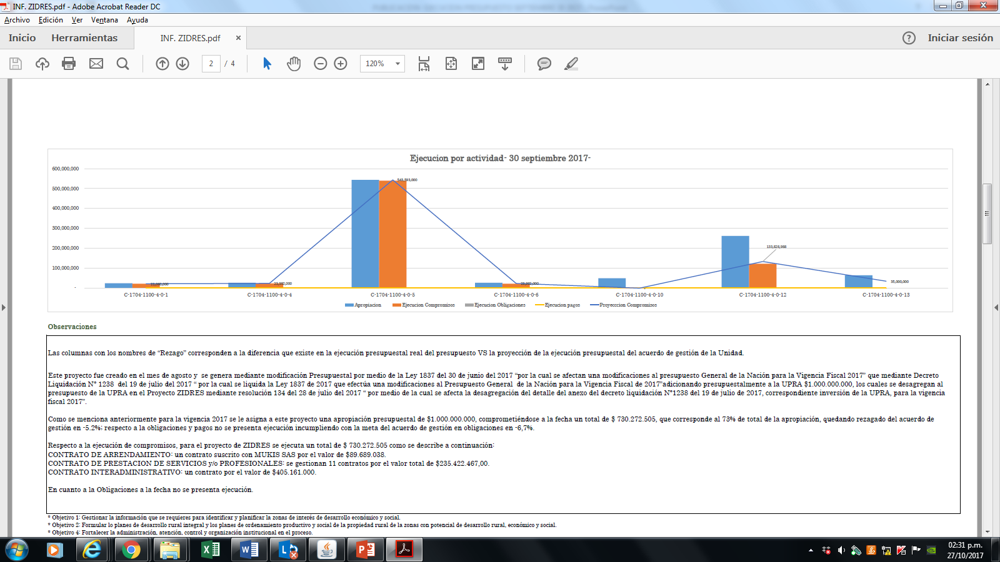 INF. ZIDRES.pdf - Adobe Acrobat Reader DC
Archivo Edición Ver Ventana Ayuda
Inicio Herramientas INF. ZIDRES.pdf × ? Iniciar sesión
2 / 4 120%
Ejecucion por actividad- 30 septiembre 2017-
600,000,000
500,000,000
400,000,000
300,000,000
200,000,000
100,000,000
-
543,593,000
133,828,988
35,000,000
23,992,000
23,992,000
C-1704-1100-4-0-1 C-1704-1100-4-0-4 C-1704-1100-4-0-5 C-1704-1100-4-0-6 C-1704-1100-4-0-10 C-1704-1100-4-0-12 C-1704-1100-4-0-13
Apropiacion Ejecucion Compromisos Ejecucion Obligaciones Ejecucion pagos Proyecccion Compromisos
Observaciones
Las columnas con los nombres de “Rezago” corresponden a la diferencia que existe en la ejecución presupuestal real del presupuesto VS la proyección de la ejecución presupuestal del acuerdo de gestión de la Unidad.
Este proyecto fue creado en el mes de agosto y se genera mediante modificación Presupuestal por medio de la Ley 1837 del 30 de junio del 2017 “por la cual se afectan una modificaciones al presupuesto General de la Nación para la Vigencia Fiscal 2017” que mediante Decreto
Liquidación N° 1238 del 19 de julio del 2017 “ por la cual se liquida la Ley 1837 de 2017 que efectúa una modificaciones al Presupuesto General de la Nación para la Vigencia Fiscal de 2017”adicionando presupuestalmente a la UPRA $1.000.000.000, los cuales se desagregan al
presupuesto de la UPRA en el Proyecto ZIDRES mediante resolución 134 del 28 de julio del 2017 “ por medio de la cual se afecta la desagregación del detalle del anexo del decreto liquidación N°1238 del 19 de julio de 2017, correspondiente inversión de la UPRA, para la vigencia
fiscal 2017”.
Como se menciona anteriormente para la vigencia 2017 se le asigna a este proyecto una apropiación presupuestal de $1.000.000.000, comprometiéndose a la fecha un total de $ 730.272.505, que corresponde al 73% de total de la apropiación, quedando rezagado del acuerdo de
gestión en -5.2%; respecto a la obligaciones y pagos no se presenta ejecución incumpliendo con la meta del acuerdo de gestión en obligaciones en -6,7%.
Respecto a la ejecución de compromisos, para el proyecto de ZIDRES se ejecuta un total de $ 730.272.505 como se describe a continuación:
CONTRATO DE ARRENDAMIENTO: un contrato suscrito con MUKIS SAS por el valor de $89.689.038.
CONTRATO DE PRESTACION DE SERVICIOS y/o PROFESIONALES: se gestionan 11 contratos por el valor total de $235.422.467,00.
CONTRATO INTERADMINISTRATIVO: un contrato por el valor de $405.161.000.
En cuanto a la Obligaciones a la fecha no se presenta ejecución.
* Objetivo 1: Gestionar la información que se requieres para identificar y planificar la zonas de interés de desarrollo económico y social.
* Objetivo 2: Formular lo planes de desarrollo rural integral y los planes de ordenamiento productivo y social de la propiedad rural de la zonas con potencial de desarrollo rural, económico y social.
* Objetivo 4: Fortalecer la administración, atención, control y organización institucional en el proceso.
02:31 p.m.
27/10/2017